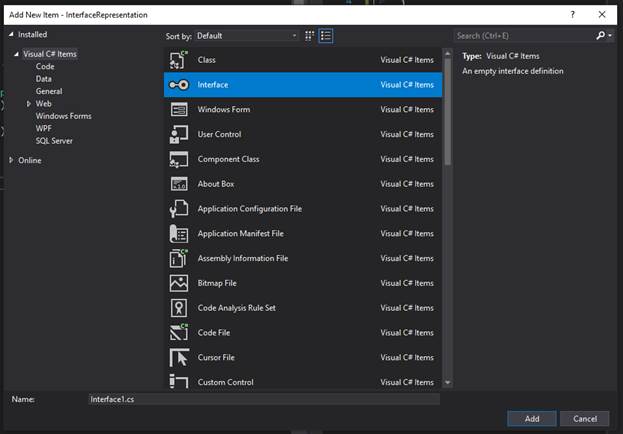 Add New Item - InterfaceRepresentation
? ×
Installed
Sort by: Default
Search (Ctrl+E)
Visual C# Items
Code
Data
General
Web
Windows Forms
WPF
SQL Server
Online
Class Visual C# Items
Interface Visual C# Items
Windows Form Visual C# Items
User Control Visual C# Items
Component Class Visual C# Items
About Box Visual C# Items
Application Configuration File Visual C# Items
Application Manifest File Visual C# Items
Assembly Information File Visual C# Items
Bitmap File Visual C# Items
Code Analysis Rule Set Visual C# Items
Code File Visual C# Items
Cursor File Visual C# Items
Custom Control Visual C# Items
Type: Visual C# Items
An empty interface definition
Name: Interface1.cs
Add Cancel